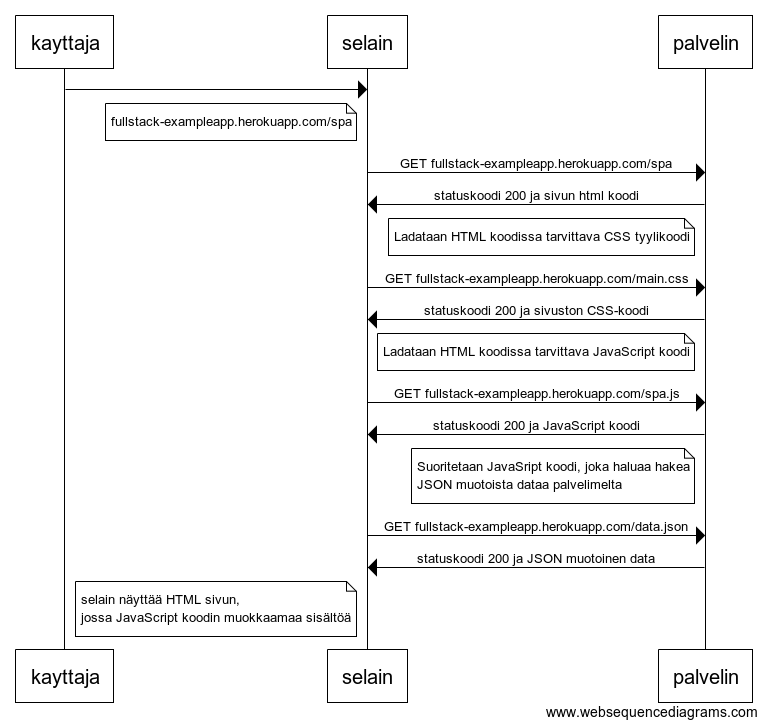 kayttaja
selain
palvelin
fullstack-exampleapp.herokuapp.com/spa
GET fullstack-exampleapp.herokuapp.com/spa
statuskoodi 200 ja sivun html koodi
Ladataan HTML koodissa tarvittava CSS tyylikoodi
GET fullstack-exampleapp.herokuapp.com/main.css
statuskoodi 200 ja sivuston CSS-koodi
Ladataan HTML koodissa tarvittava JavaScript koodi
GET fullstack-exampleapp.herokuapp.com/spa.js
statuskoodi 200 ja JavaScript koodi
Suoritetaan JavaSript koodi, joka haluaa hakea
JSON muotoista dataa palvelimelta
GET fullstack-exampleapp.herokuapp.com/data.json
statuskoodi 200 ja JSON muotoinen data
selain näyttää HTML sivun,
jossa JavaScript koodin muokkaamaa sisältöä
kayttaja
selain
palvelin
www.websequencediagrams.com